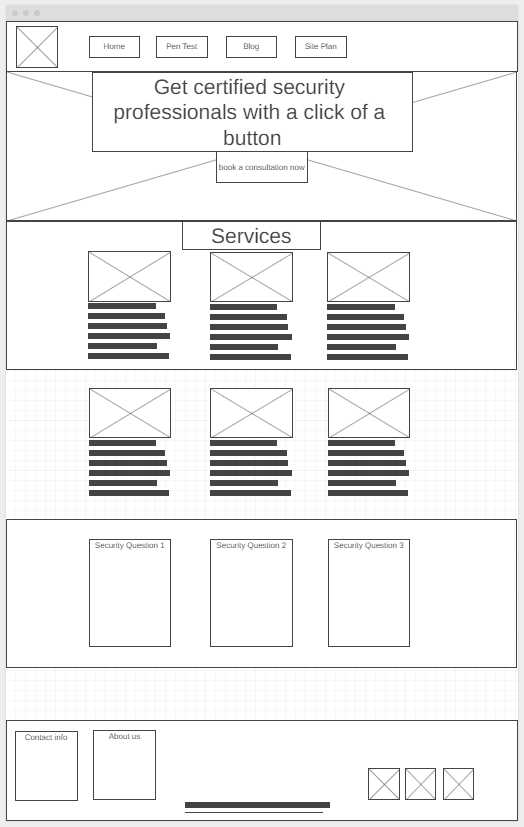 Home
Pen Test
Blog
Site Plan
Get certified security
professionals with a click of a
button
book a consultation now
Services
Security Question 1
Security Question 2
Security Question 3
Contact info
About us